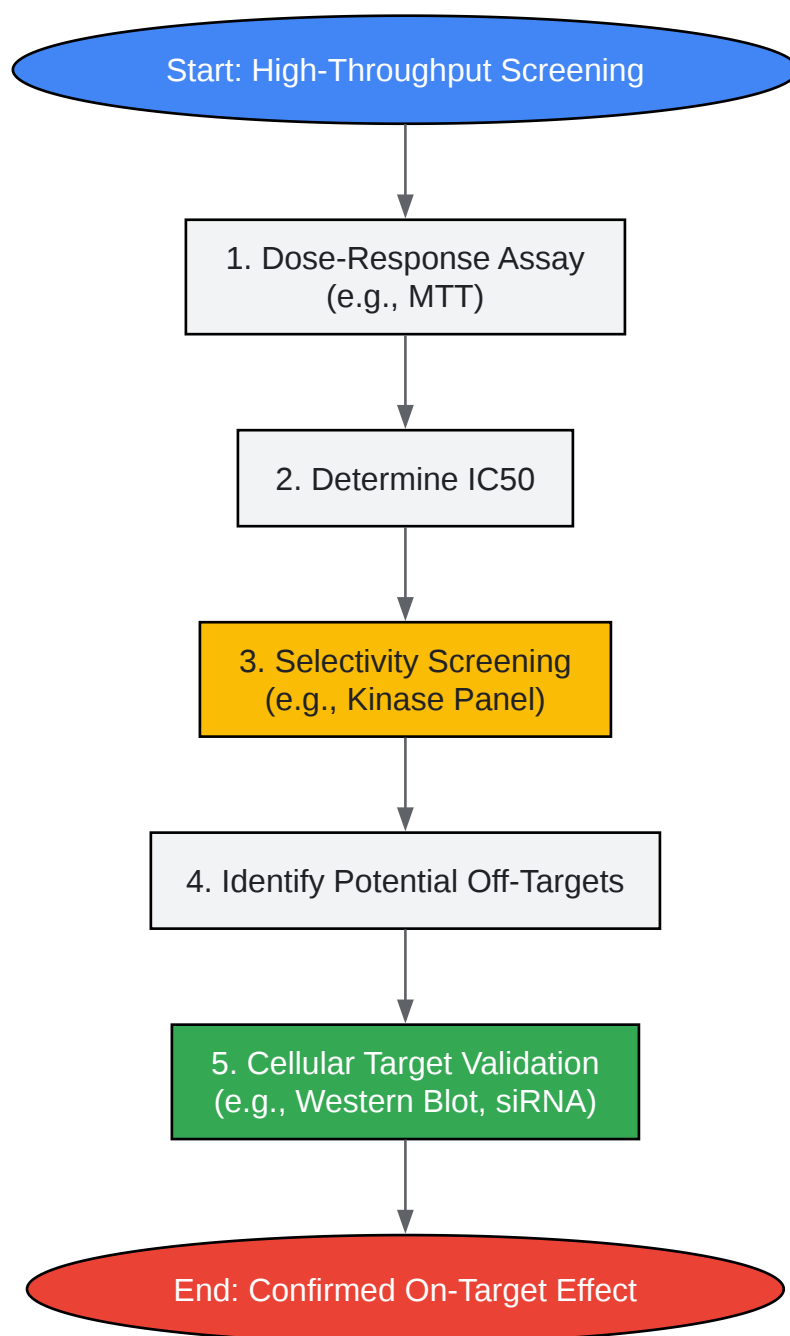 Start: High-Throughput Screening
1. Dose-Response Assay
(e.g., MTT)
2. Determine IC50
3. Selectivity Screening
(e.g., Kinase Panel)
4. Identify Potential Off-Targets
5. Cellular Target Validation
(e.g., Western Blot, siRNA)
End: Confirmed On-Target Effect